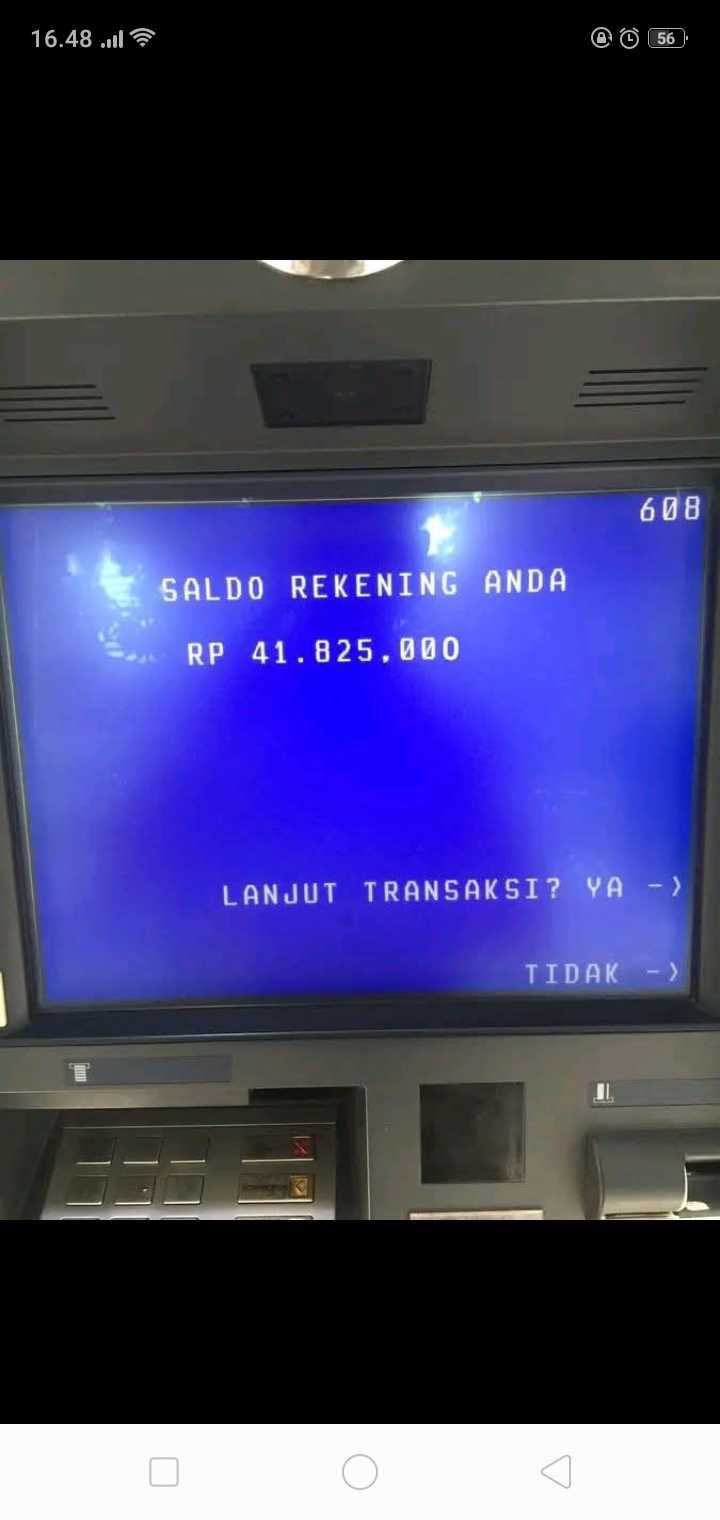 16.48
56
608
SALDO REKENING ANDA
RP 41.825,000
LANJUT TRANSAKSI? YA ->
TIDAK ->